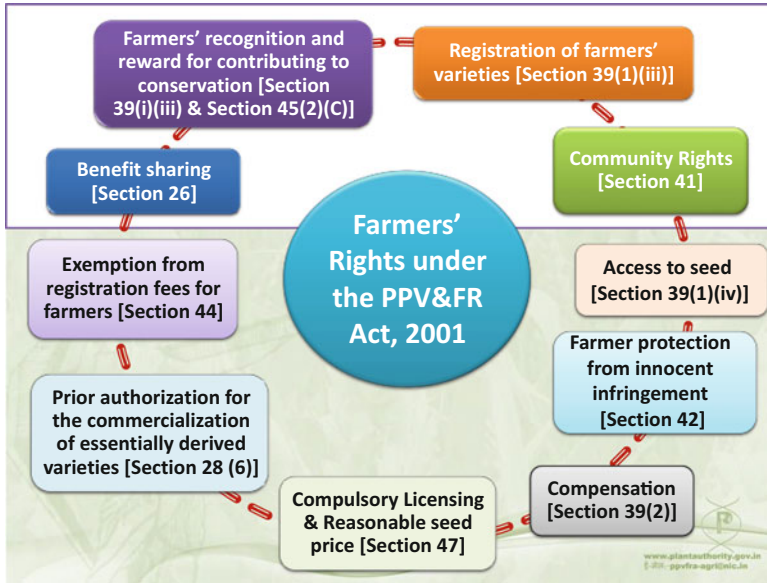 Farmers' recognition and
reward for contributing to
conservation [Section
39(i)(iii) & Section 45(2)(C)]
Registration of farmers'
varieties [Section 39(1)(iii)]
Benefit sharing
[Section 26]
Community Rights
[Section 41]
Farmers'
Rights under
the PPV&FR
Act, 2001
Exemption from
registration fees for
farmers [Section 44]
Access to seed
[Section 39(1)(iv)]
Farmer protection
from innocent
infringement
[Section 42]
Prior authorization for
the commercialization
of essentially derived
varieties [Section 28 (6)]
Compulsory Licensing
& Reasonable seed
price [Section 47]
Compensation
[Section 39(2)]
www.plantauthority.gov.in
ppvfra-agri@nic.in